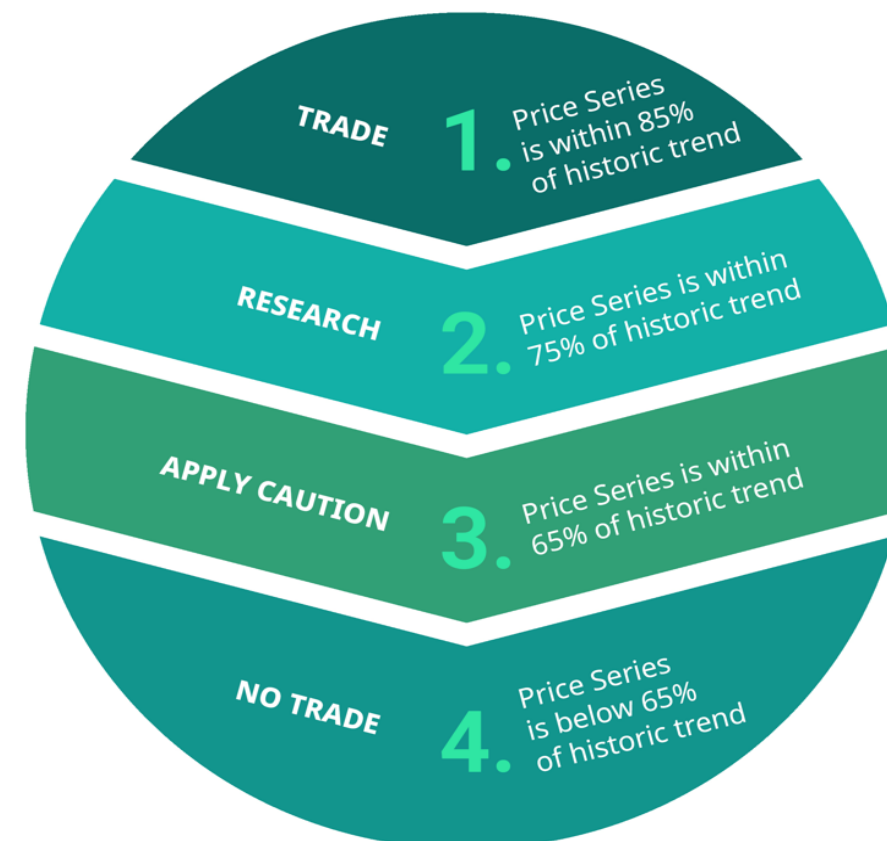 TRADE
1.
Price Series
is within 85%
of historic trend
RESEARCH
2.
Price Series is within
75% of historic trend
APPLY CAUTION
3.
Price Series is within
65% of historic trend
NO TRADE
4.
Price Series
is below 65%
of historic trend